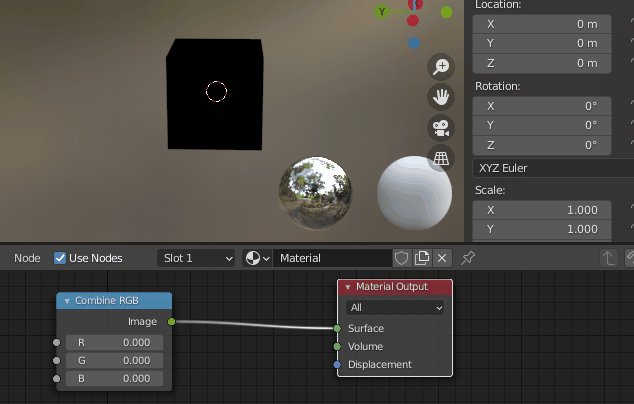 Location:
Y
X 0 m
Y 0 m
Z 0 m
Rotation:
X 0°
Y 0°
Z 0°
XYZ Euler
Scale:
X 1.000
Y 1.000
Node Use Nodes Slot 1 Material
Combine RGB
Image
R 0.000
G 0.000
B 0.000
Material Output
All
Surface
Volume
Displacement